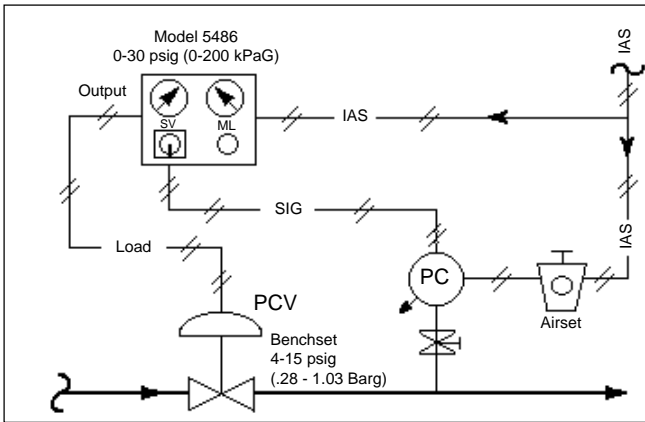 Model 5486
0-30 psig (0-200 kPaG)
IAS
Output
SV
ML
IAS
SIG
IAS
Load
PC
PCV
Airset
Benchset
4-15 psig
(.28 - 1.03 Barg)